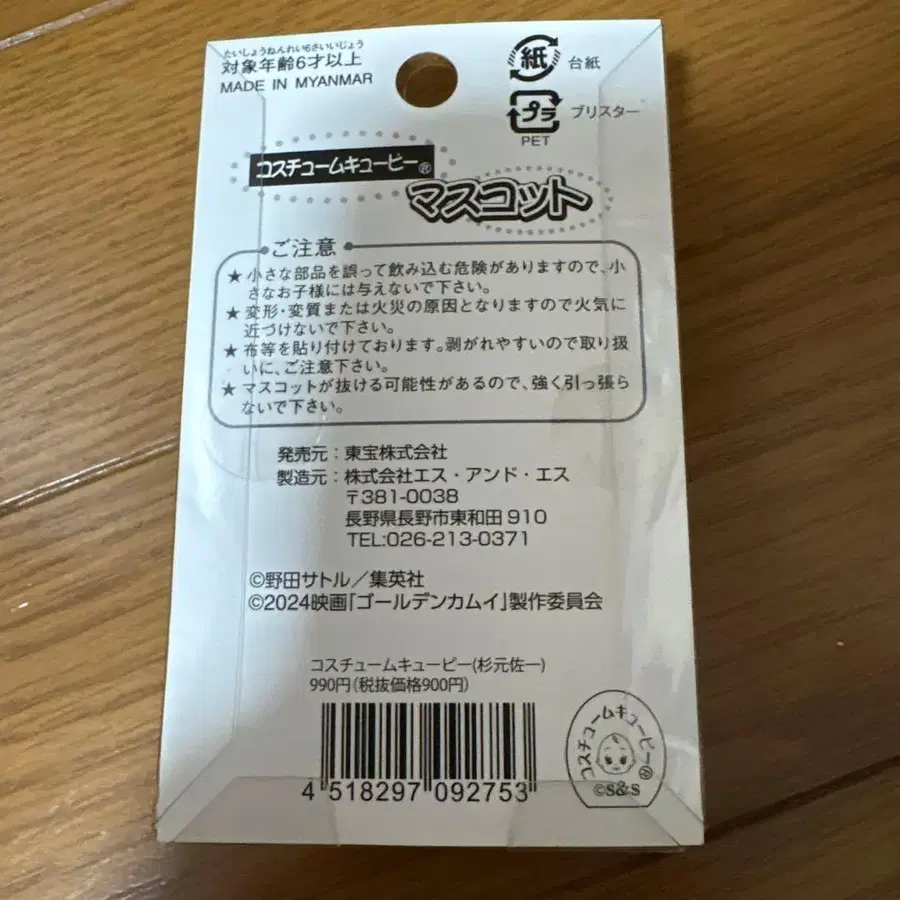 たいしょうねんれい6さいいじょう
対象年齢6才以上
MADE IN MYANMAR
紙 台紙
プラ ブリスター
PET
コスチュームキューピー®
マスコット
ご注意
★小さな部品を誤って飲み込む危険がありますので、小
さなお子様には与えないで下さい。
★変形・変質または火災の原因となりますので火気に
近づけないで下さい。
★布等を貼り付けております。剥がれやすいので取り扱
いに、ご注意下さい。
★マスコットが抜ける可能性があるので、強く引っ張ら
ないで下さい。
発売元：東宝株式会社
製造元：株式会社エス・アンド・エス
〒381-0038
長野県長野市東和田910
TEL:026-213-0371
©野田サトル／集英社
©2024映画「ゴールデンカムイ」製作委員会
コスチュームキューピー(杉元佐一)
990円(税抜価格900円)
4 518297 092753
コスチュームキューピー®
©S&S